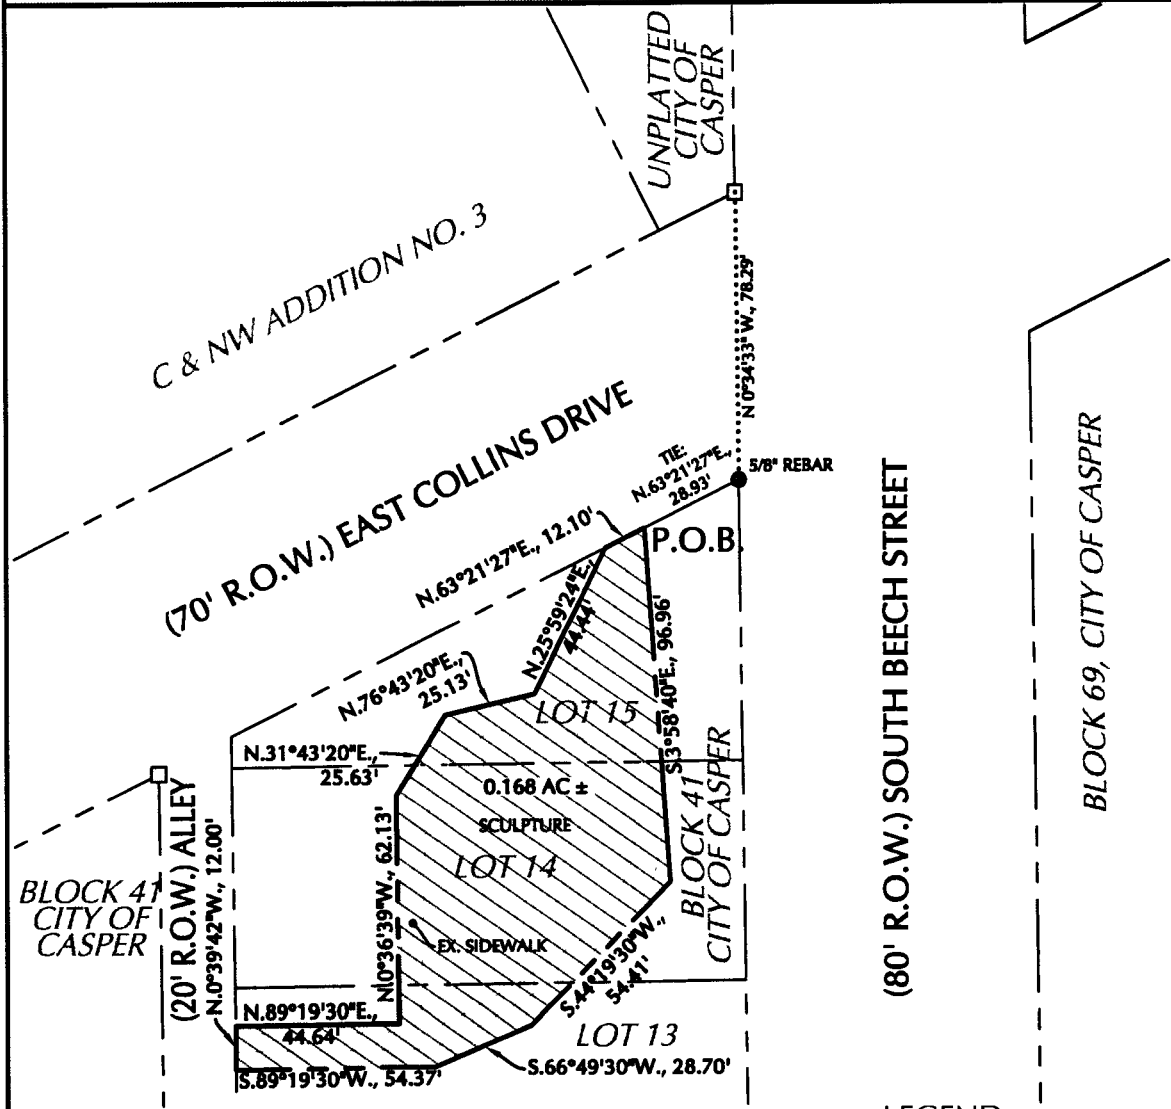 UNPLATTED
CITY OF
CASPER
C & NW ADDITION NO. 3
N 0°34'33" W., 78.29'
(70' R.O.W.) EAST COLLINS DRIVE
TIE:
N.63°21'27"E.,
28.93'
5/8" REBAR
P.O.B.
N.63°21'27"E., 12.10'
N.25°59'24"E.,
44.44'
S.3°58'40"E., 96.96'
N.76°43'20"E.,
25.13'
LOT 15
N.31°43'20"E.,
25.63'
0.168 AC ±
SCULPTURE
LOT 14
BLOCK 41
CITY OF CASPER
(80' R.O.W.) SOUTH BEECH STREET
BLOCK 69, CITY OF CASPER
(20' R.O.W.) ALLEY
N.0°39'42"W., 12.00'
BLOCK 41
CITY OF
CASPER
N.0°36'39"W., 62.13'
EX. SIDEWALK
S.44°19'30"W.,
54.41'
N.89°19'30"E.,
44.64'
LOT 13
S.66°49'30"W., 28.70'
S.89°19'30"W., 54.37'
LEGEND